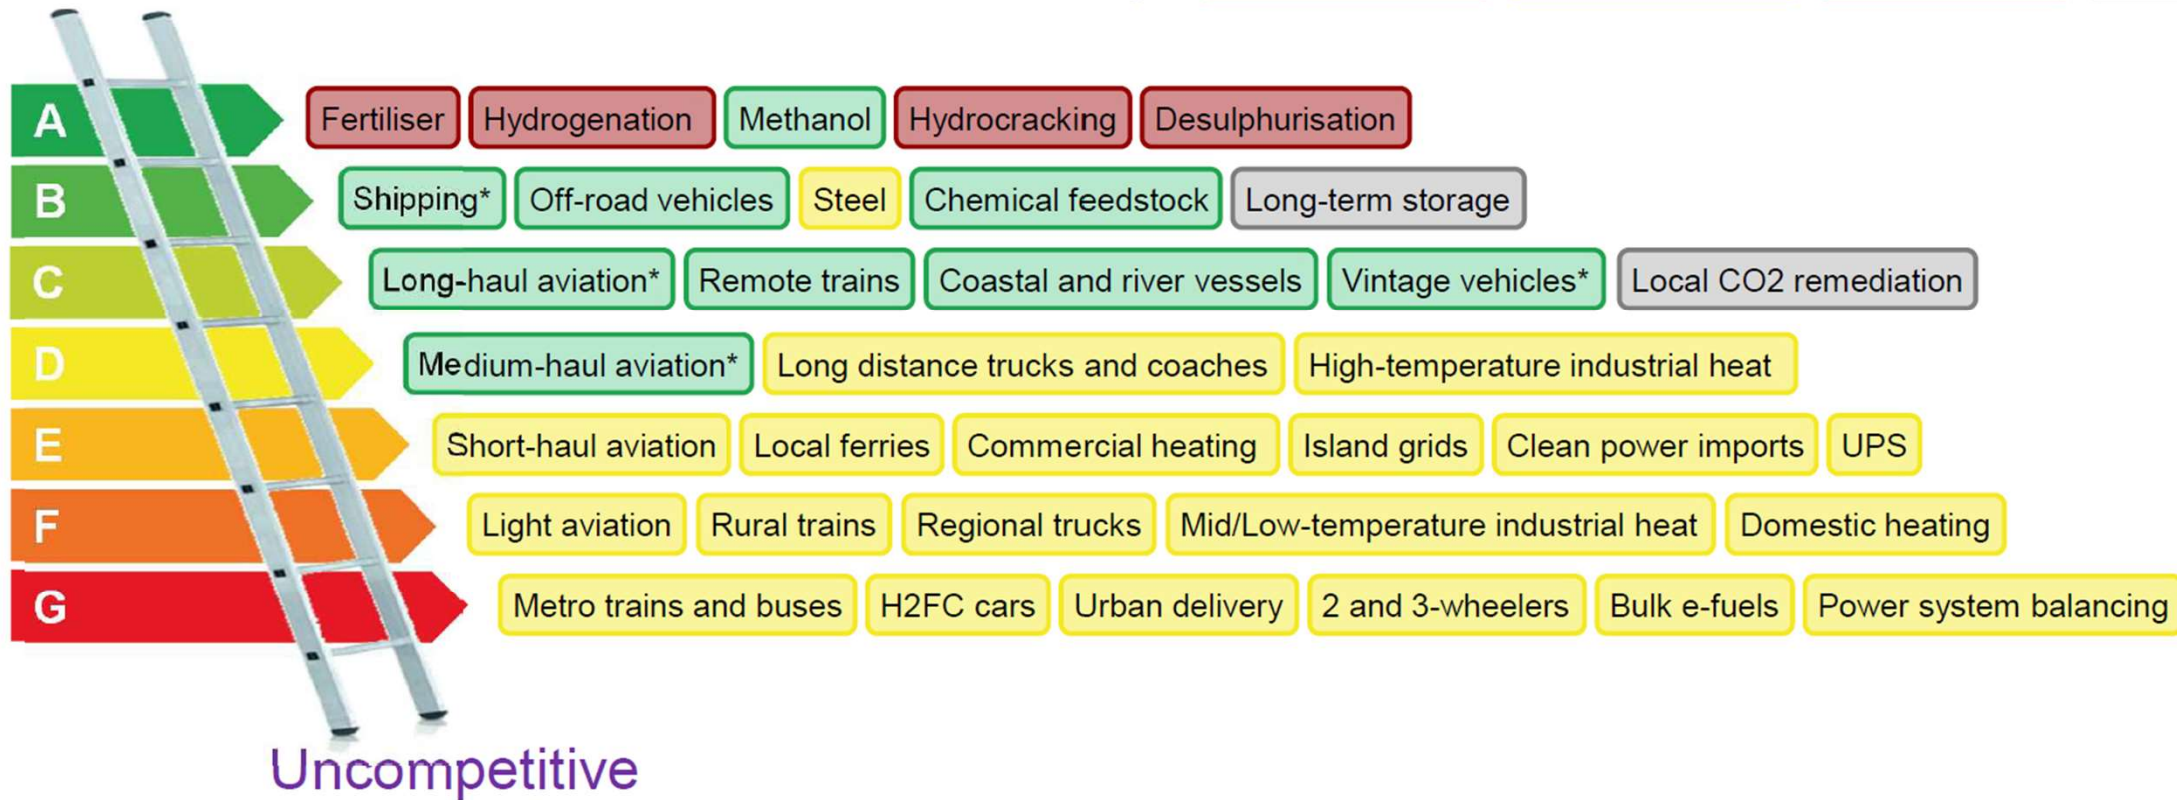 A Fertiliser Hydrogenation Methanol Hydrocracking Desulphurisation
B Shipping* Off-road vehicles Steel Chemical feedstock Long-term storage
C Long-haul aviation* Remote trains Coastal and river vessels Vintage vehicles* Local CO2 remediation
D Medium-haul aviation* Long distance trucks and coaches High-temperature industrial heat
E Short-haul aviation Local ferries Commercial heating Island grids Clean power imports UPS
F Light aviation Rural trains Regional trucks Mid/Low-temperature industrial heat Domestic heating
G Metro trains and buses H2FC cars Urban delivery 2 and 3-wheelers Bulk e-fuels Power system balancing
Uncompetitive